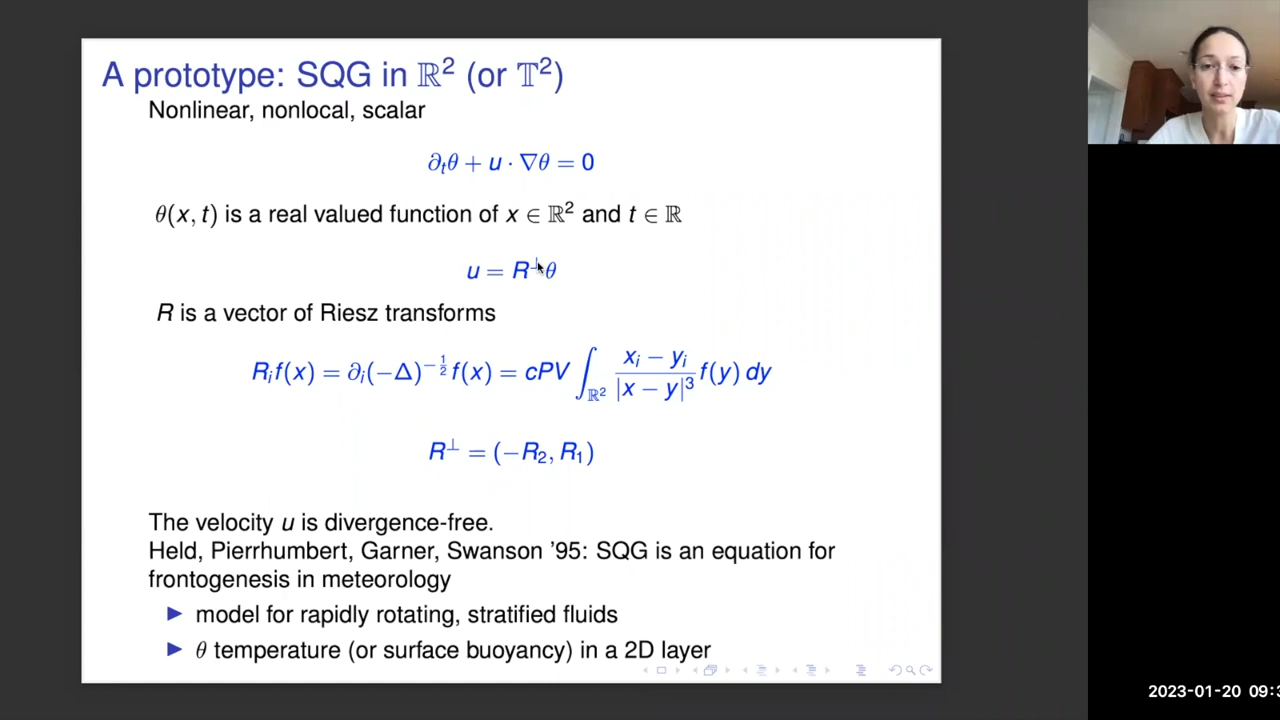 A prototype: SQG in ℝ² (or 𝕋²)
Nonlinear, nonlocal, scalar
∂ₜθ + u · ∇θ = 0
θ(x, t) is a real valued function of x ∈ ℝ² and t ∈ ℝ
u = R⊥θ
R is a vector of Riesz transforms
Rᵢf(x) = ∂ᵢ(−Δ)^{−1/2} f(x) = cPV ∫_{ℝ²} (xᵢ − yᵢ)/|x − y|³ f(y) dy
R⊥ = (−R₂, R₁)
The velocity u is divergence-free.
Held, Pierrhumbert, Garner, Swanson '95: SQG is an equation for
frontogenesis in meteorology
▶ model for rapidly rotating, stratified fluids
▶ θ temperature (or surface buoyancy) in a 2D layer
2023-01-20 09:3